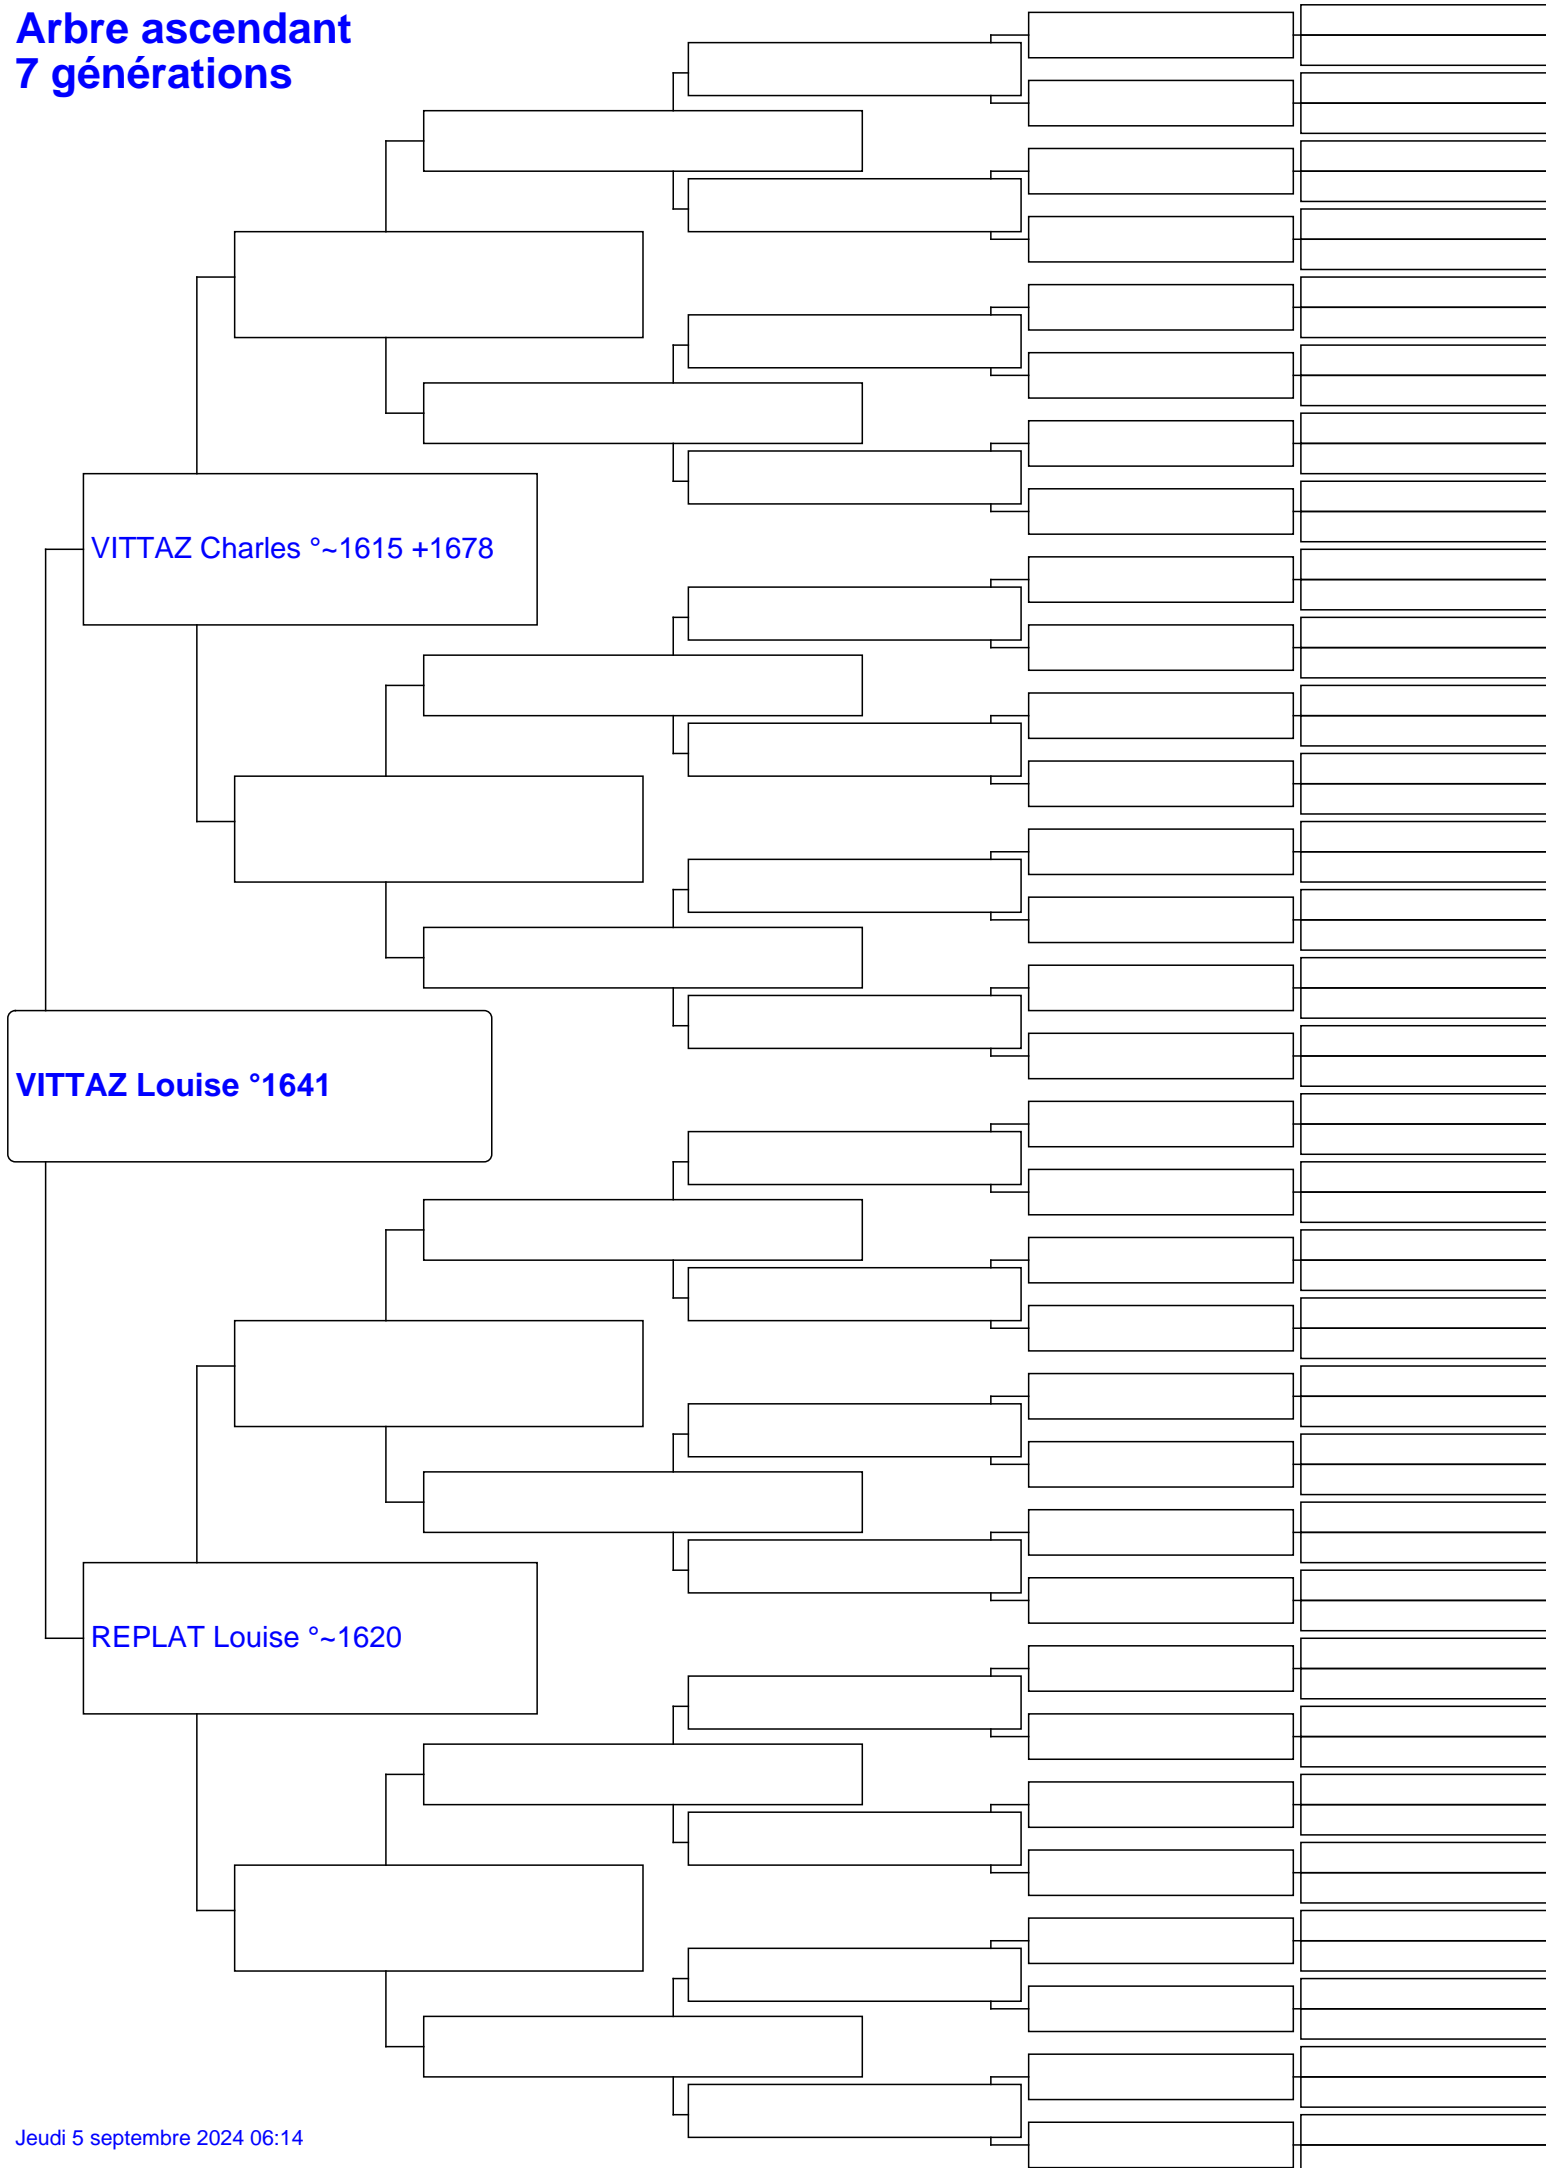 Arbre ascendant
7 générations
VITTAZ Charles °~1615 +1678
VITTAZ Louise °1641
REPLAT Louise °~1620
Jeudi 5 septembre 2024 06:14